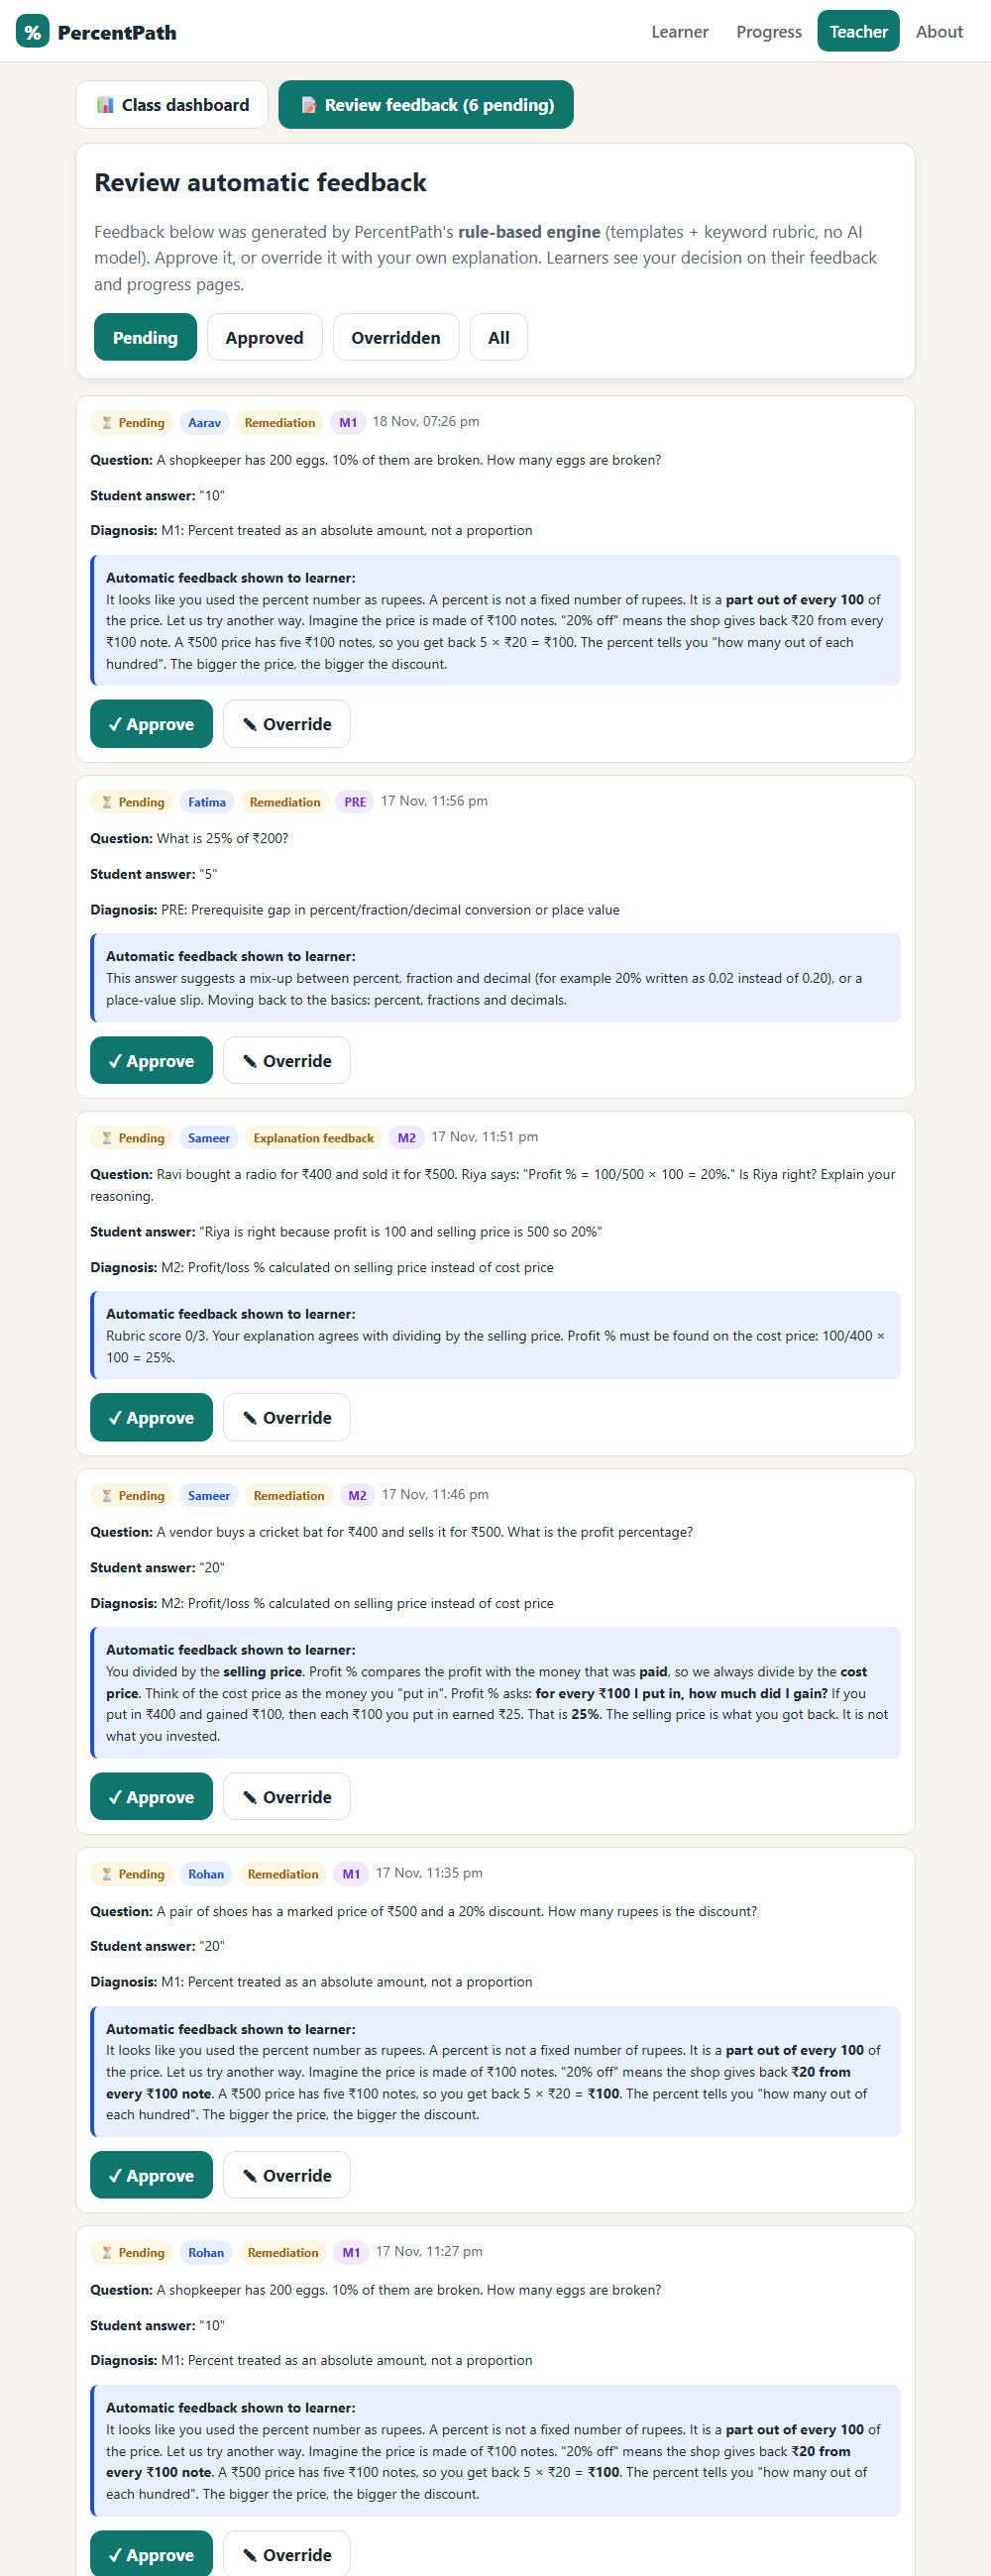 % PercentPath
Learner Progress Teacher About
📊 Class dashboard 📝 Review feedback (6 pending)
Review automatic feedback
Feedback below was generated by PercentPath's rule-based engine (templates + keyword rubric, no AI
model). Approve it, or override it with your own explanation. Learners see your decision on their feedback
and progress pages.
Pending Approved Overridden All
⏳ Pending Aarav Remediation M1 18 Nov, 07:26 pm
Question: A shopkeeper has 200 eggs. 10% of them are broken. How many eggs are broken?
Student answer: "10"
Diagnosis: M1: Percent treated as an absolute amount, not a proportion
Automatic feedback shown to learner:
It looks like you used the percent number as rupees. A percent is not a fixed number of rupees. It is a part out of every 100 of
the price. Let us try another way. Imagine the price is made of ₹100 notes. "20% off" means the shop gives back ₹20 from every
₹100 note. A ₹500 price has five ₹100 notes, so you get back 5 × ₹20 = ₹100. The percent tells you "how many out of each
hundred". The bigger the price, the bigger the discount.
✓ Approve ✎ Override
⏳ Pending Fatima Remediation PRE 17 Nov, 11:56 pm
Question: What is 25% of ₹200?
Student answer: "5"
Diagnosis: PRE: Prerequisite gap in percent/fraction/decimal conversion or place value
Automatic feedback shown to learner:
This answer suggests a mix-up between percent, fraction and decimal (for example 20% written as 0.02 instead of 0.20), or a
place-value slip. Moving back to the basics: percent, fractions and decimals.
✓ Approve ✎ Override
⏳ Pending Sameer Explanation feedback M2 17 Nov, 11:51 pm
Question: Ravi bought a radio for ₹400 and sold it for ₹500. Riya says: "Profit % = 100/500 × 100 = 20%." Is Riya right? Explain your
reasoning.
Student answer: "Riya is right because profit is 100 and selling price is 500 so 20%"
Diagnosis: M2: Profit/loss % calculated on selling price instead of cost price
Automatic feedback shown to learner:
Rubric score 0/3. Your explanation agrees with dividing by the selling price. Profit % must be found on the cost price: 100/400 ×
100 = 25%.
✓ Approve ✎ Override
⏳ Pending Sameer Remediation M2 17 Nov, 11:46 pm
Question: A vendor buys a cricket bat for ₹400 and sells it for ₹500. What is the profit percentage?
Student answer: "20"
Diagnosis: M2: Profit/loss % calculated on selling price instead of cost price
Automatic feedback shown to learner:
You divided by the selling price. Profit % compares the profit with the money that was paid, so we always divide by the cost
price. Think of the cost price as the money you "put in". Profit % asks: for every ₹100 I put in, how much did I gain? If you
put in ₹400 and gained ₹100, then each ₹100 you put in earned ₹25. That is 25%. The selling price is what you got back. It is not
what you invested.
✓ Approve ✎ Override
⏳ Pending Rohan Remediation M1 17 Nov, 11:35 pm
Question: A pair of shoes has a marked price of ₹500 and a 20% discount. How many rupees is the discount?
Student answer: "20"
Diagnosis: M1: Percent treated as an absolute amount, not a proportion
Automatic feedback shown to learner:
It looks like you used the percent number as rupees. A percent is not a fixed number of rupees. It is a part out of every 100 of
the price. Let us try another way. Imagine the price is made of ₹100 notes. "20% off" means the shop gives back ₹20 from
every ₹100 note. A ₹500 price has five ₹100 notes, so you get back 5 × ₹20 = ₹100. The percent tells you "how many out of
each hundred". The bigger the price, the bigger the discount.
✓ Approve ✎ Override
⏳ Pending Rohan Remediation M1 17 Nov, 11:27 pm
Question: A shopkeeper has 200 eggs. 10% of them are broken. How many eggs are broken?
Student answer: "10"
Diagnosis: M1: Percent treated as an absolute amount, not a proportion
Automatic feedback shown to learner:
It looks like you used the percent number as rupees. A percent is not a fixed number of rupees. It is a part out of every 100 of
the price. Let us try another way. Imagine the price is made of ₹100 notes. "20% off" means the shop gives back ₹20 from
every ₹100 note. A ₹500 price has five ₹100 notes, so you get back 5 × ₹20 = ₹100. The percent tells you "how many out of
each hundred". The bigger the price, the bigger the discount.
✓ Approve ✎ Override